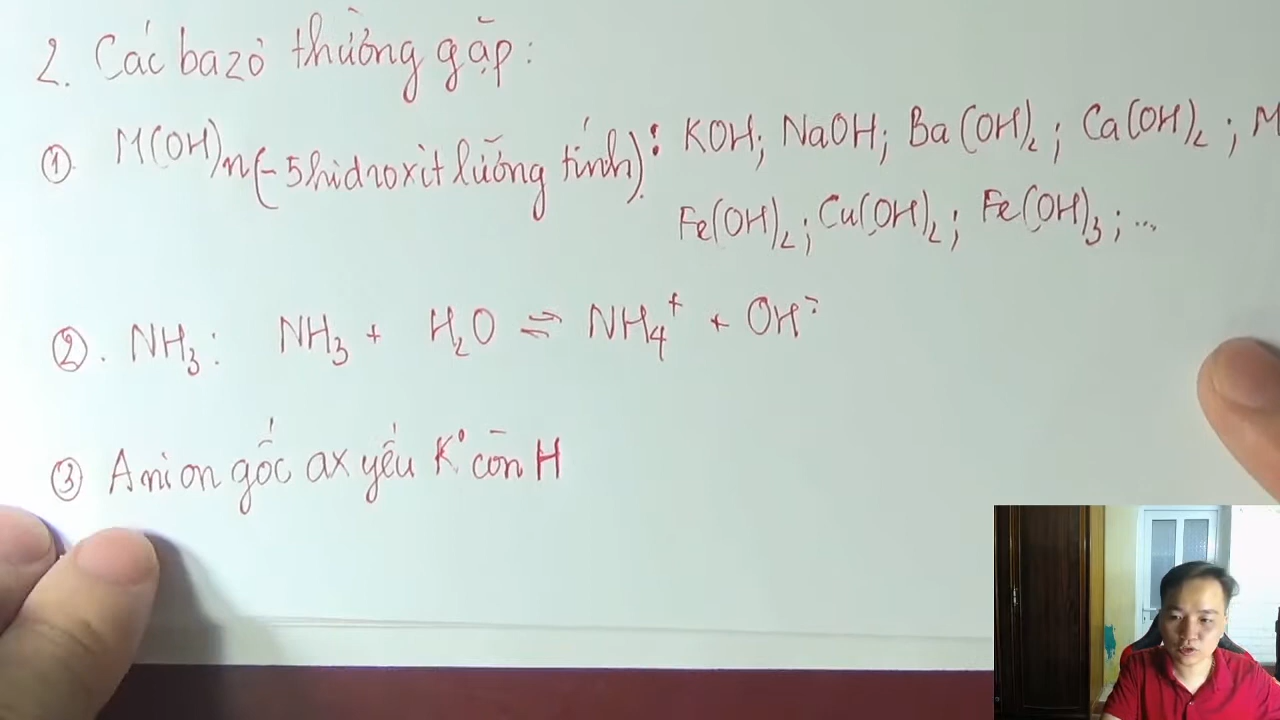 2. Các bazơ thường gặp:
①. M(OH)n (- 5 hidroxit lưỡng tính): KOH; NaOH; Ba(OH)₂; Ca(OH)₂; M
Fe(OH)₂; Cu(OH)₂; Fe(OH)₃; ...
②. NH₃: NH₃ + H₂O ⇌ NH₄⁺ + OH⁻
③ Anion gốc ax yếu K° còn H